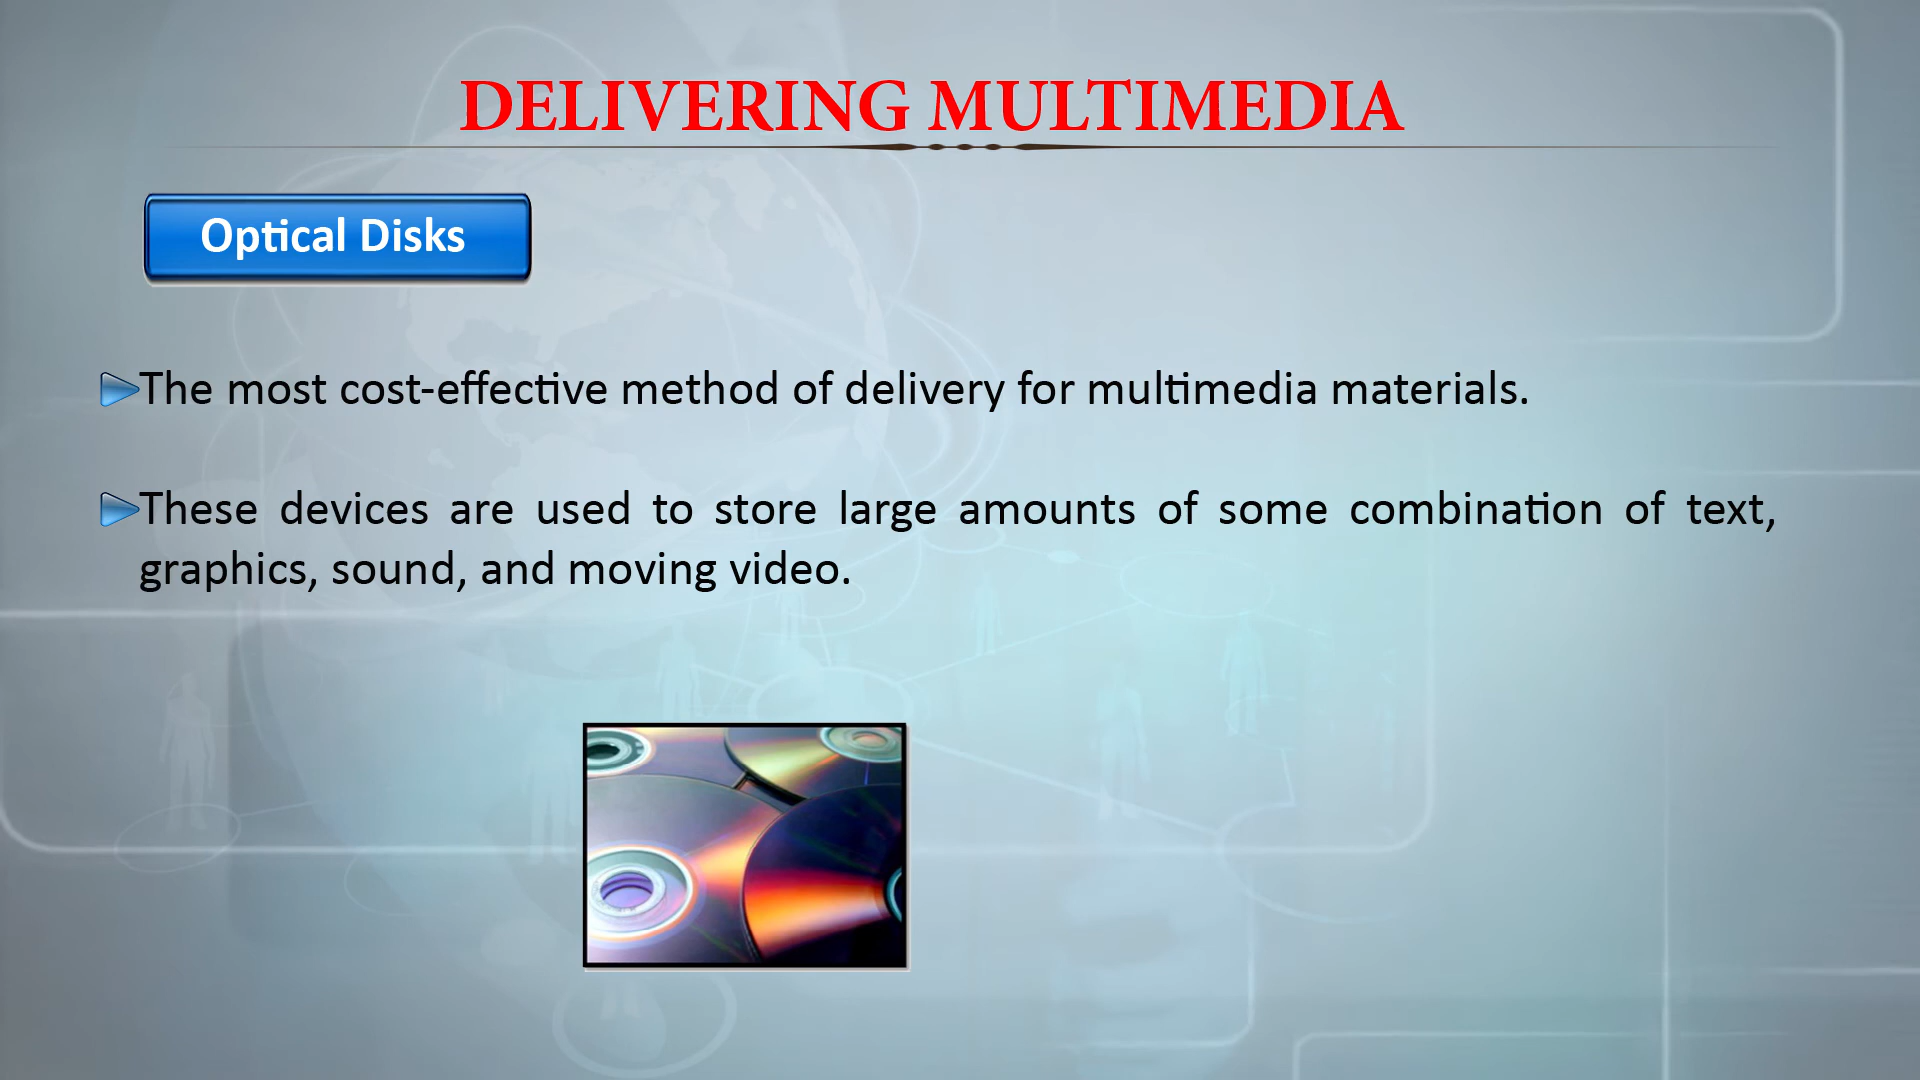 DELIVERING MULTIMEDIA
Optical Disks
The most cost-effective method of delivery for multimedia materials.
These devices are used to store large amounts of some combination of text,
graphics, sound, and moving video.